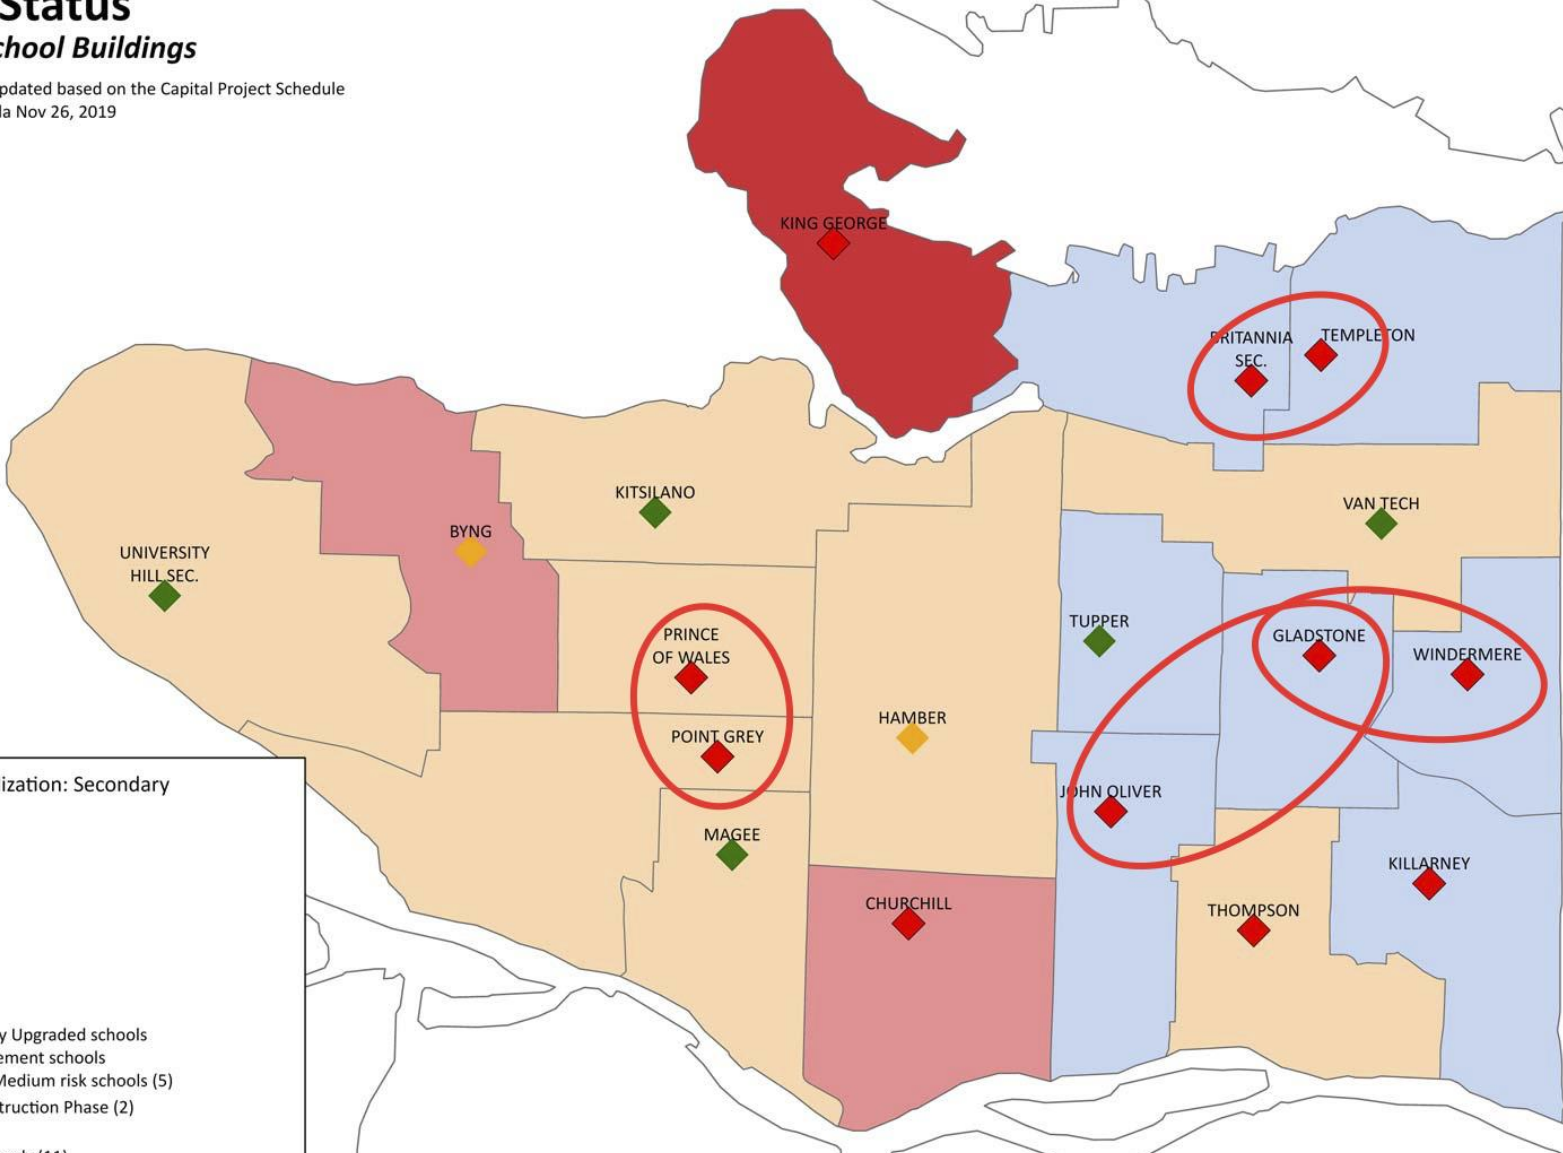 Status
chool Buildings
pdated based on the Capital Project Schedule
da Nov 26, 2019
KING GEORGE
BRITANNIA
SEC.
TEMPLETON
KITSILANO
VAN TECH
BYNG
UNIVERSITY
HILL SEC.
TUPPER
PRINCE
OF WALES
GLADSTONE
WINDERMERE
HAMBER
POINT GREY
JOHN OLIVER
MAGEE
KILLARNEY
CHURCHILL
THOMPSON
ization: Secondary
y Upgraded schools
ement schools
Medium risk schools (5)
truction Phase (2)